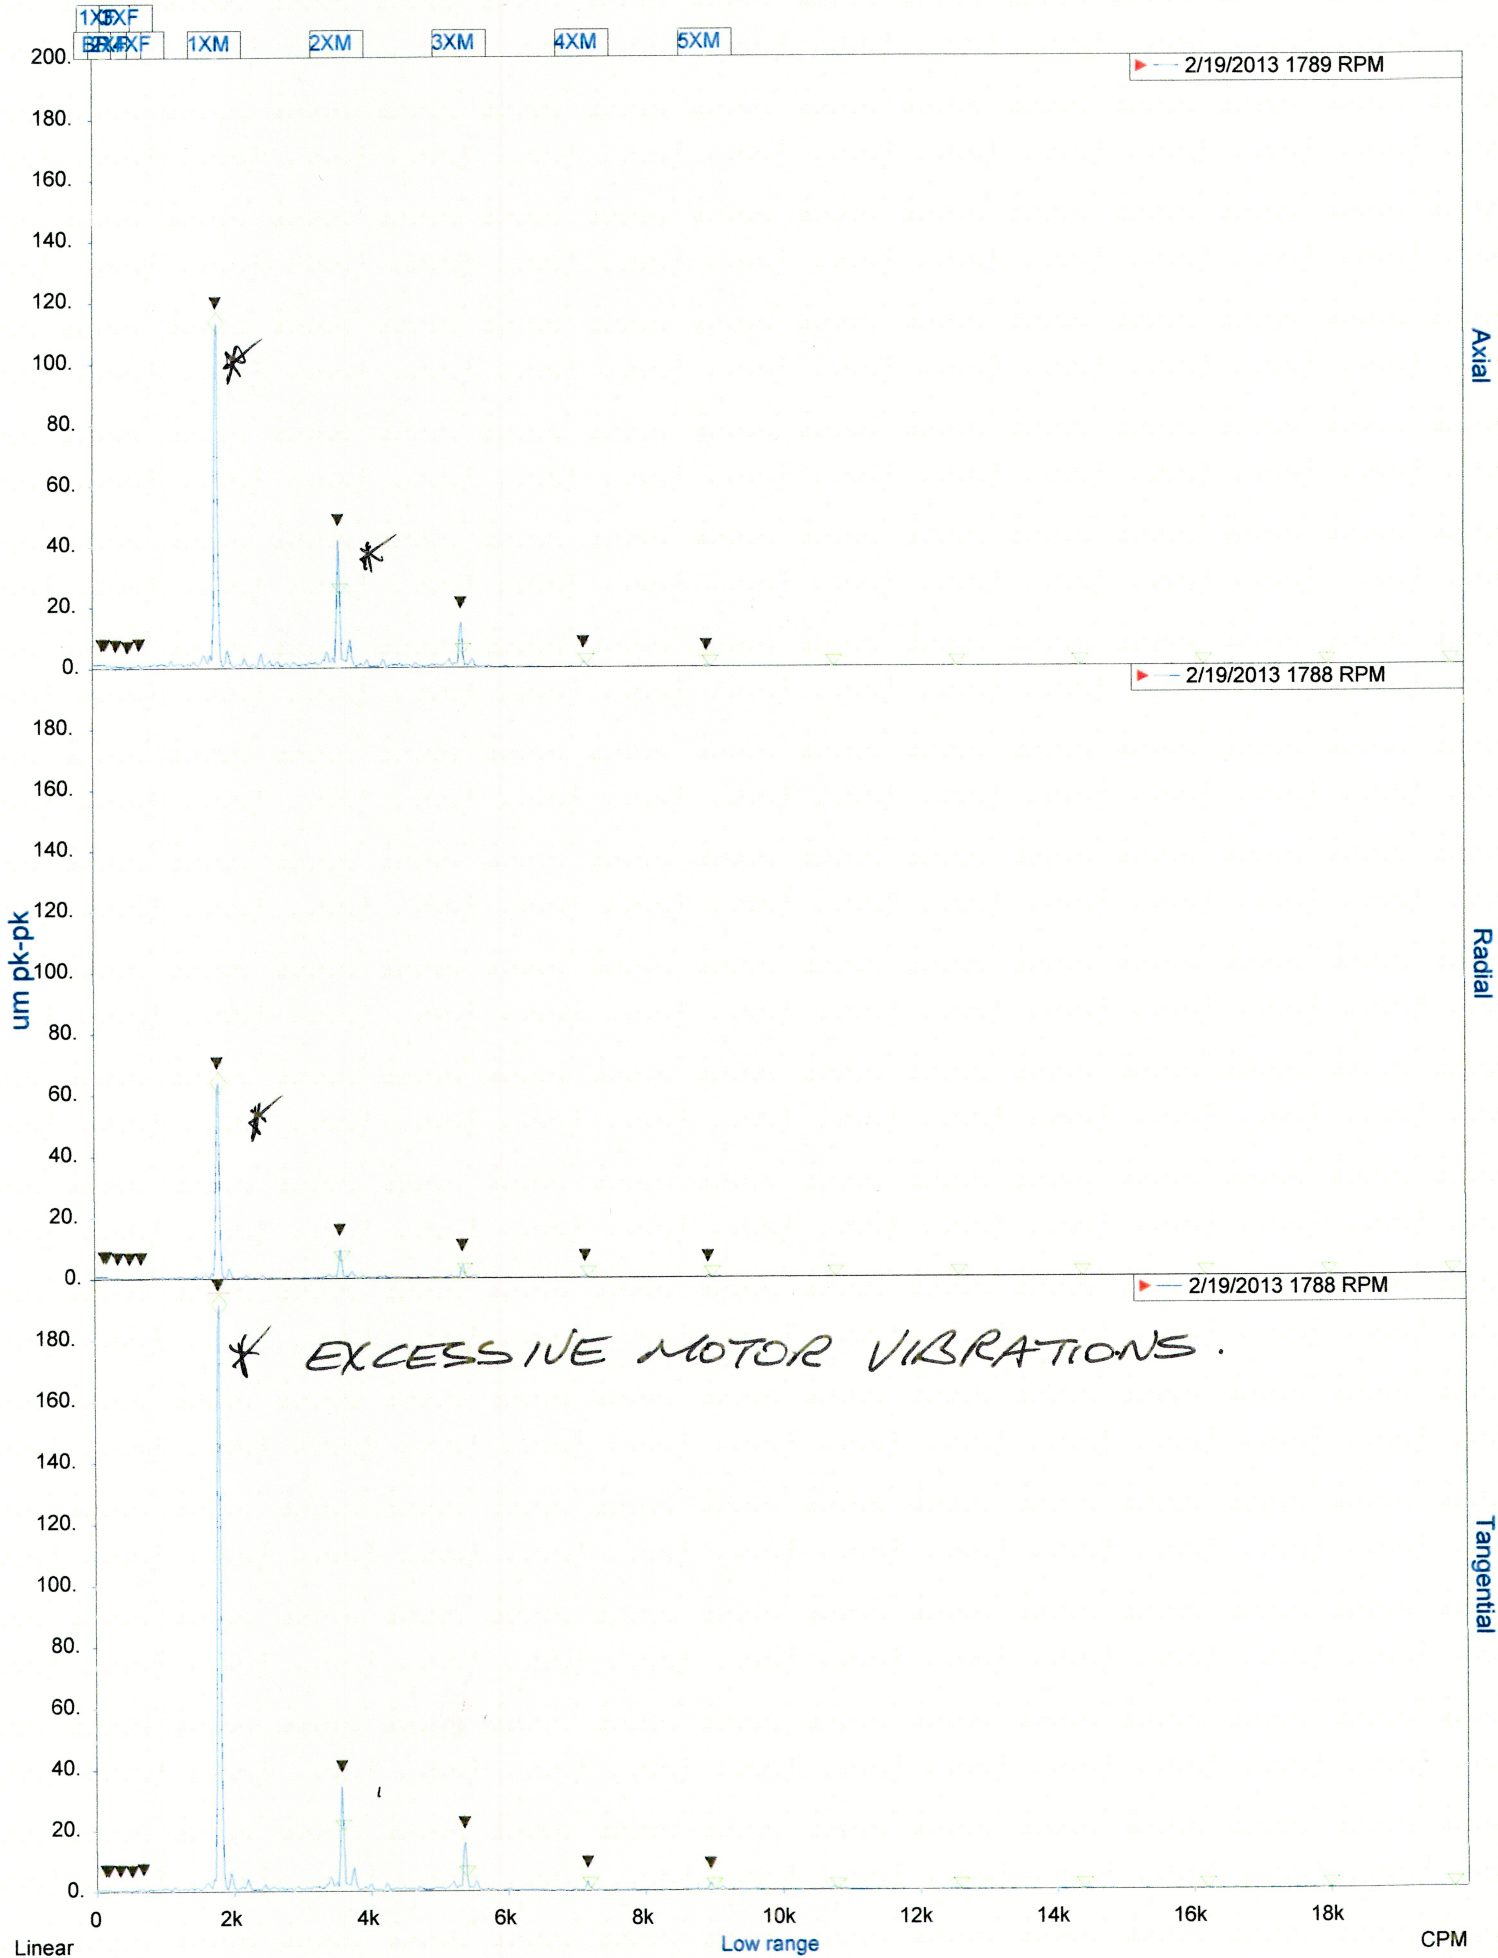 3XF
4XF
1XM
2XM
3XM
4XM
5XM
200.
180.
160.
140.
120.
100.
80.
60.
40.
20.
0.
2/19/2013 1789 RPM
Axial
180.
160.
140.
120.
100.
80.
60.
40.
20.
0.
2/19/2013 1788 RPM
Radial
um pk-pk
180.
160.
140.
120.
100.
80.
60.
40.
20.
0.
2/19/2013 1788 RPM
Tangential
* EXCESSIVE MOTOR VIBRATIONS.
0 2k 4k 6k 8k 10k 12k 14k 16k 18k
Linear Low range CPM